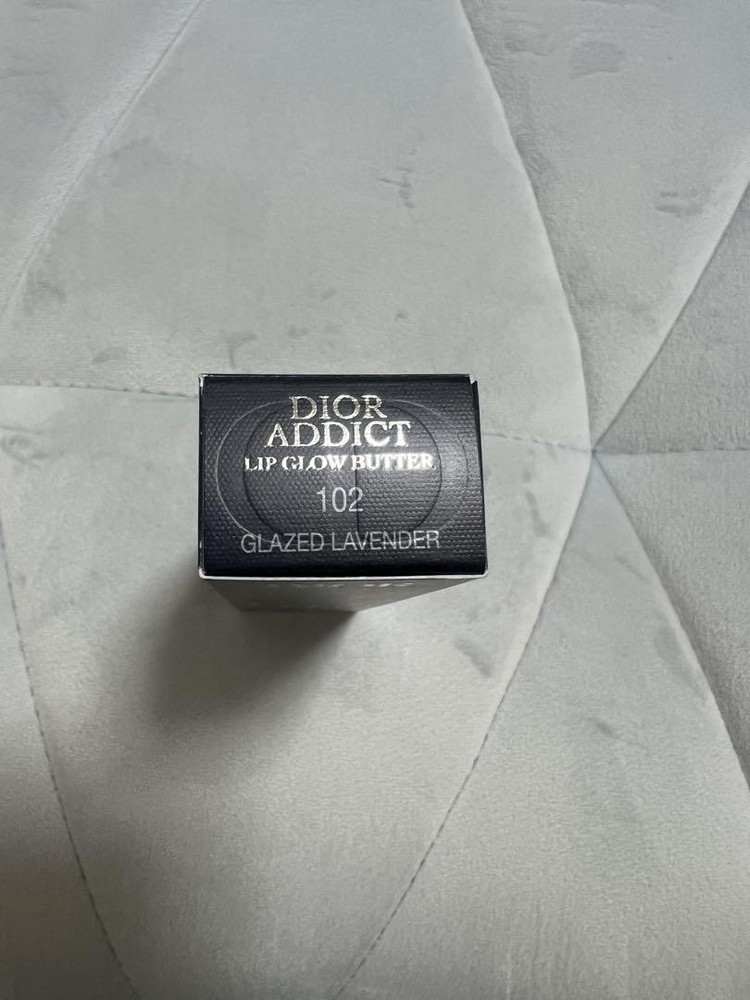 DIOR
ADDICT
LIP GLOW BUTTER
102
GLAZED LAVENDER